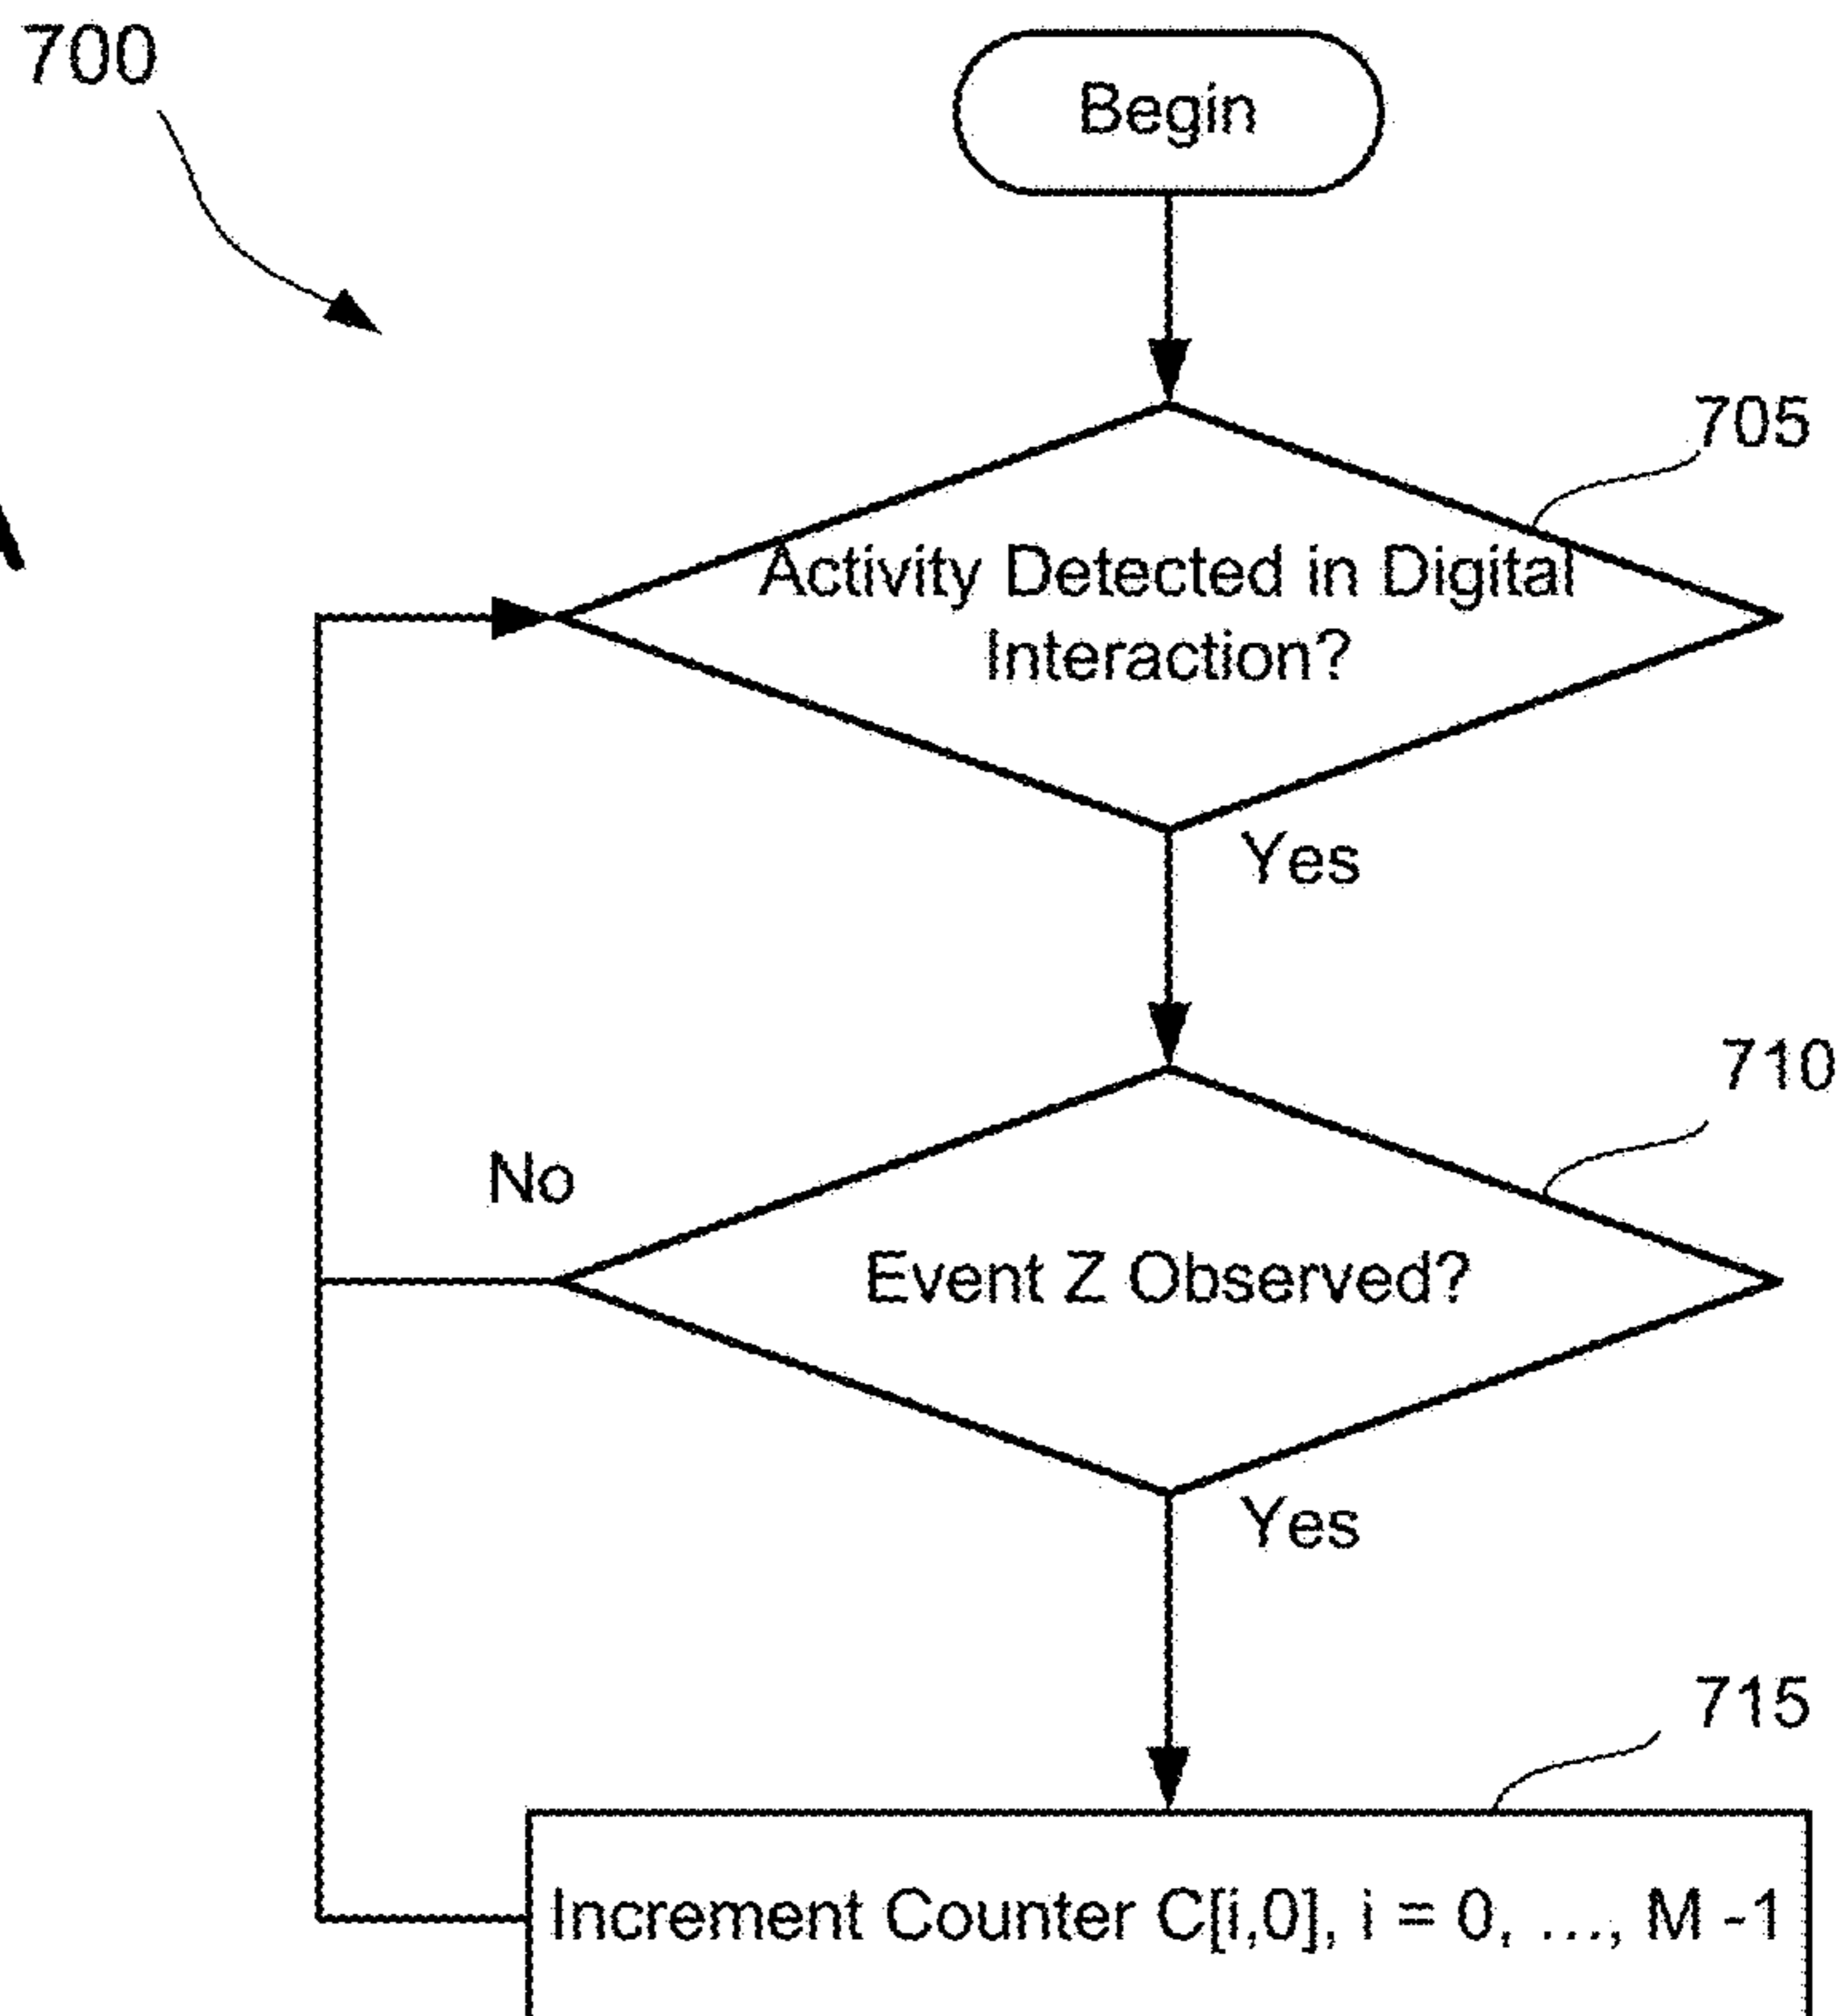 700
Begin
705
Activity Detected in Digital
Interaction?
Yes
710
No
Event Z Observed?
Yes
715
Increment Counter C[i,0], i = 0, ..., M -1